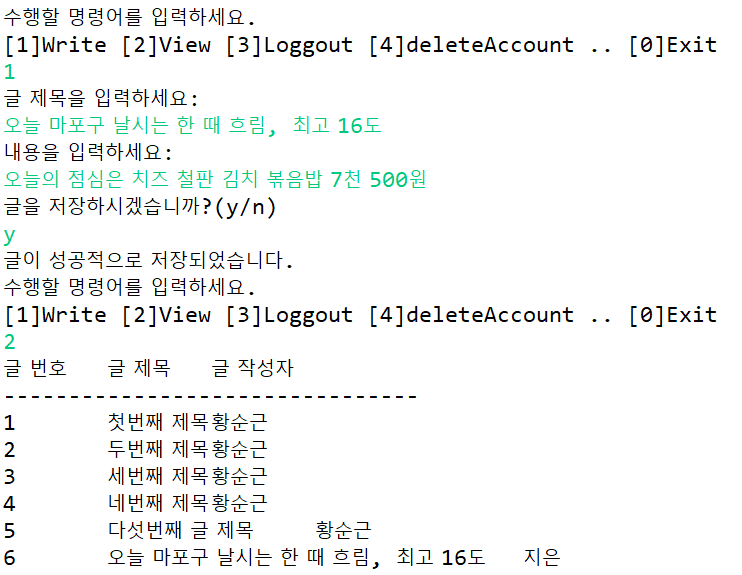 수행할 명령어를 입력하세요.
[1]Write [2]View [3]Loggout [4]deleteAccount .. [0]Exit
1
글 제목을 입력하세요:
오늘 마포구 날시는 한 때 흐림, 최고 16도
내용을 입력하세요:
오늘의 점심은 치즈 철판 김치 볶음밥 7천 500원
글을 저장하시겠습니까?(y/n)
y
글이 성공적으로 저장되었습니다.
수행할 명령어를 입력하세요.
[1]Write [2]View [3]Loggout [4]deleteAccount .. [0]Exit
2
글 번호 글 제목 글 작성자
--------------------------------
1 첫번째 제목황순근
2 두번째 제목황순근
3 세번째 제목황순근
4 네번째 제목황순근
5 다섯번째 글 제목 황순근
6 오늘 마포구 날시는 한 때 흐림, 최고 16도 지은